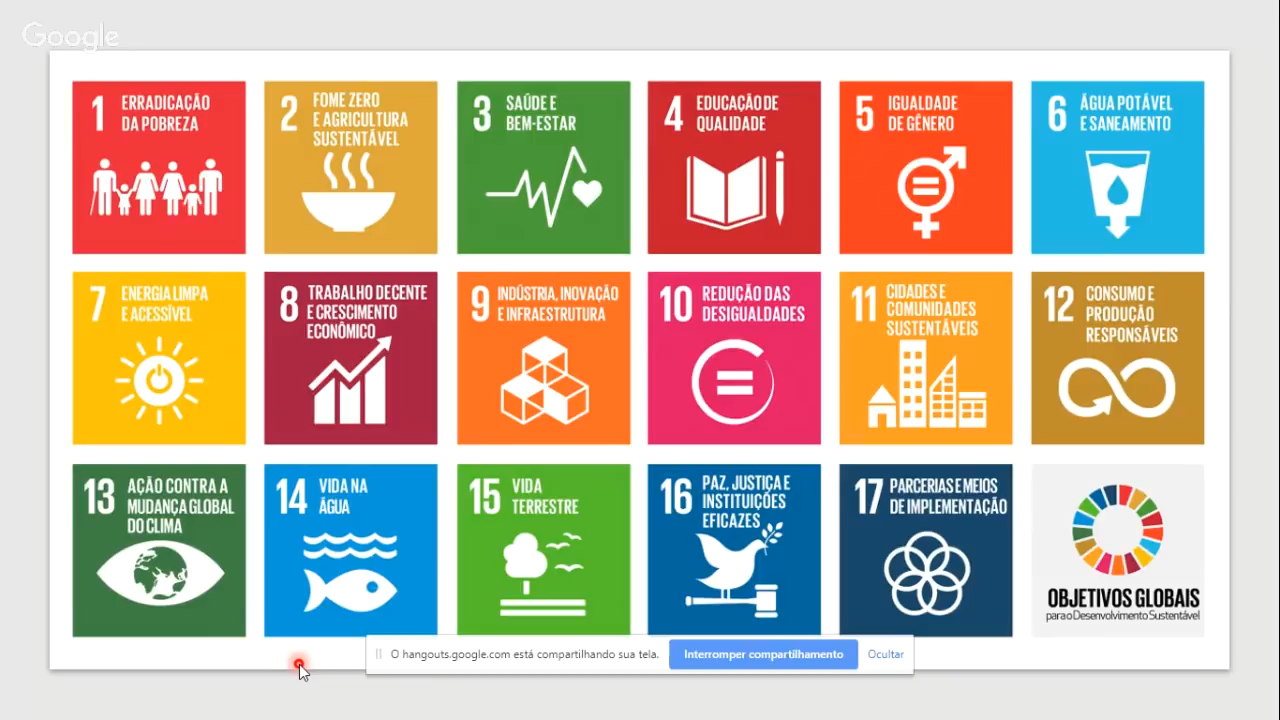 Google
1 ERRADICAÇÃO
DA POBREZA
2 FOME ZERO
E AGRICULTURA
SUSTENTÁVEL
3 SAÚDE E
BEM-ESTAR
4 EDUCAÇÃO DE
QUALIDADE
5 IGUALDADE
DE GÊNERO
6 ÁGUA POTÁVEL
E SANEAMENTO
7 ENERGIA LIMPA
E ACESSÍVEL
8 TRABALHO DECENTE
E CRESCIMENTO
ECONÔMICO
9 INDÚSTRIA, INOVAÇÃO
E INFRAESTRUTURA
10 REDUÇÃO DAS
DESIGUALDADES
11 CIDADES E
COMUNIDADES
SUSTENTÁVEIS
12 CONSUMO E
PRODUÇÃO
RESPONSÁVEIS
13 AÇÃO CONTRA A
MUDANÇA GLOBAL
DO CLIMA
14 VIDA NA
ÁGUA
15 VIDA
TERRESTRE
16 PAZ, JUSTIÇA E
INSTITUIÇÕES
EFICAZES
17 PARCERIAS E MEIOS
DE IMPLEMENTAÇÃO
OBJETIVOS GLOBAIS
para o Desenvolvimento Sustentável
O hangouts.google.com está compartilhando sua tela. Interromper compartilhamento Ocultar